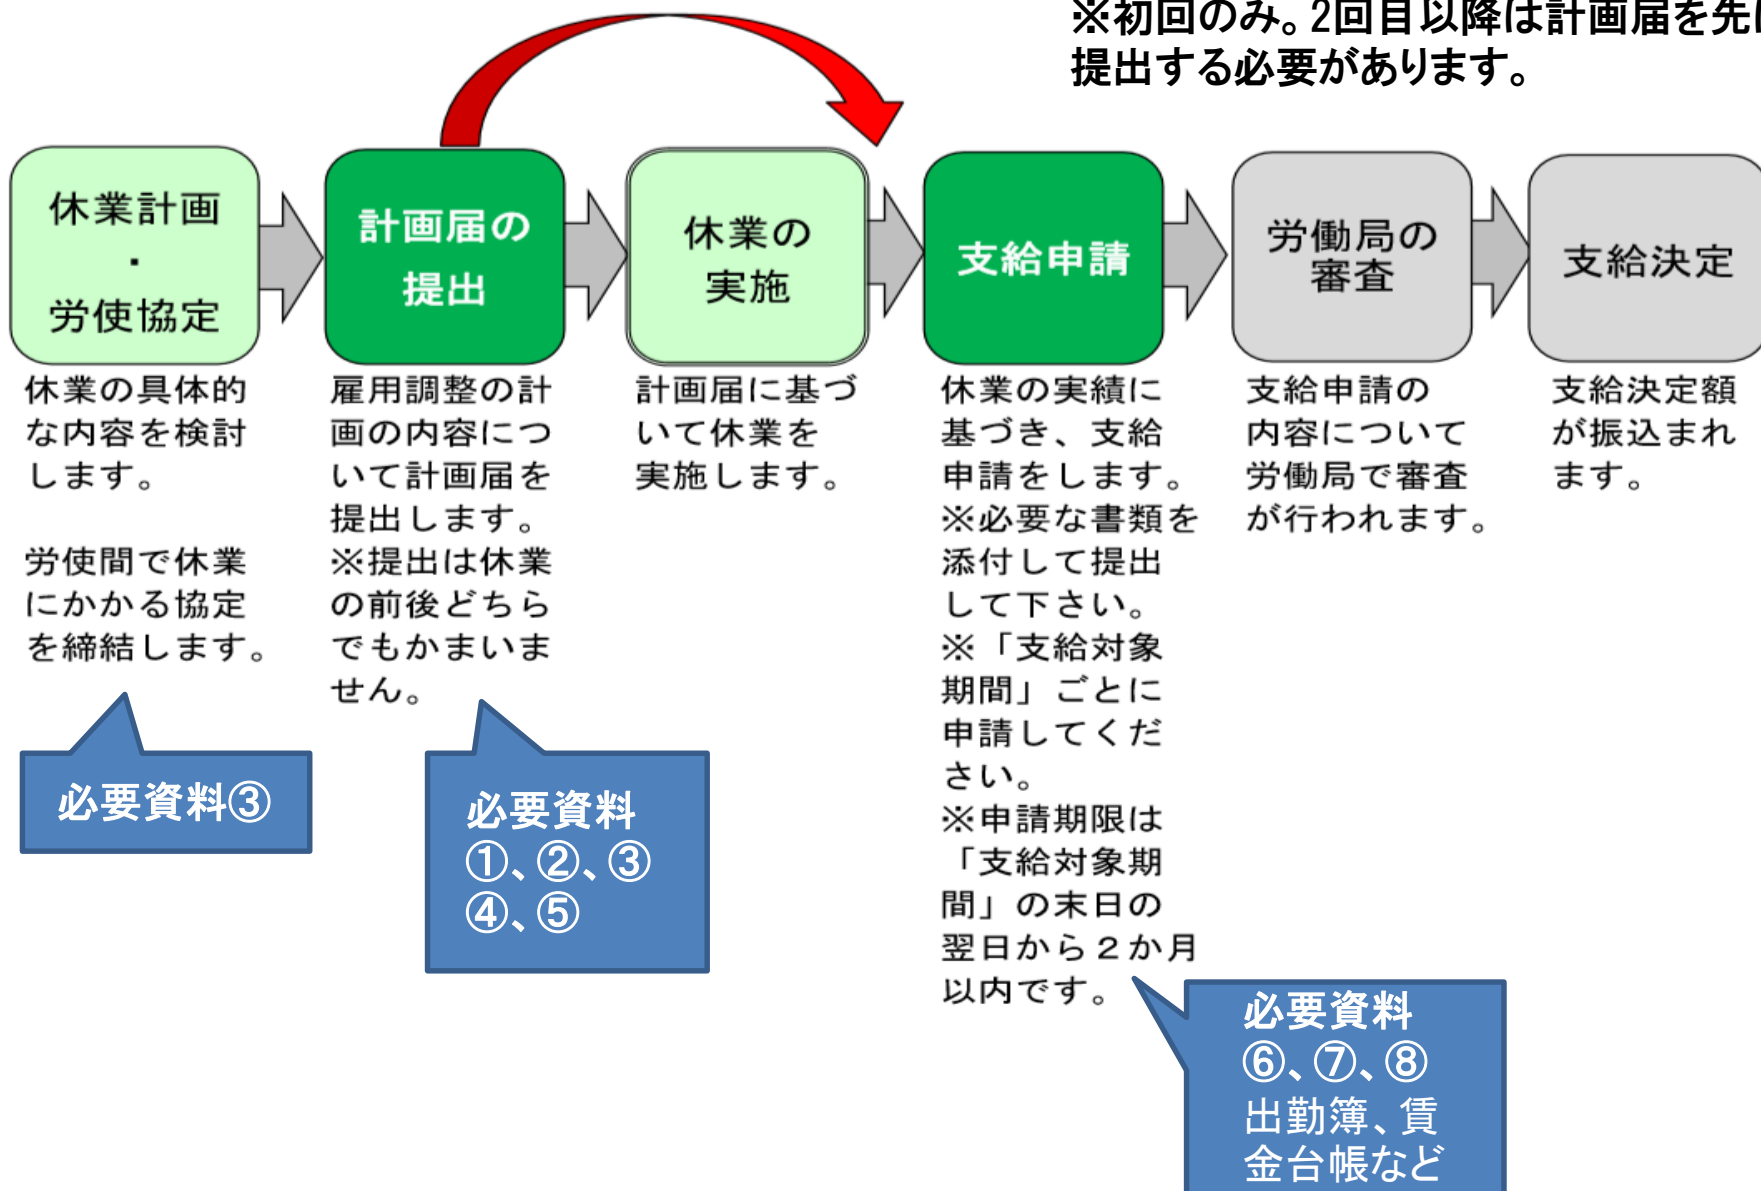 ※初回のみ。2回目以降は計画届を先に
提出する必要があります。
休業計画
・
労使協定
計画届の
提出
休業の
実施
支給申請
労働局の
審査
支給決定
休業の具体的
な内容を検討
します。
労使間で休業
にかかる協定
を締結します。
雇用調整の計
画の内容につ
いて計画届を
提出します。
※提出は休業
の前後どちら
でもかまいま
せん。
計画届に基づ
いて休業を
実施します。
休業の実績に
基づき、支給
申請をします。
※必要な書類を
添付して提出
して下さい。
※「支給対象
期間」ごとに
申請してくだ
さい。
※申請期限は
「支給対象期
間」の末日の
翌日から２か月
以内です。
支給申請の
内容について
労働局で審査
が行われます。
支給決定額
が振込まれ
ます。
必要資料③
必要資料
①、②、③
④、⑤
必要資料
⑥、⑦、⑧
出勤簿、賃
金台帳など